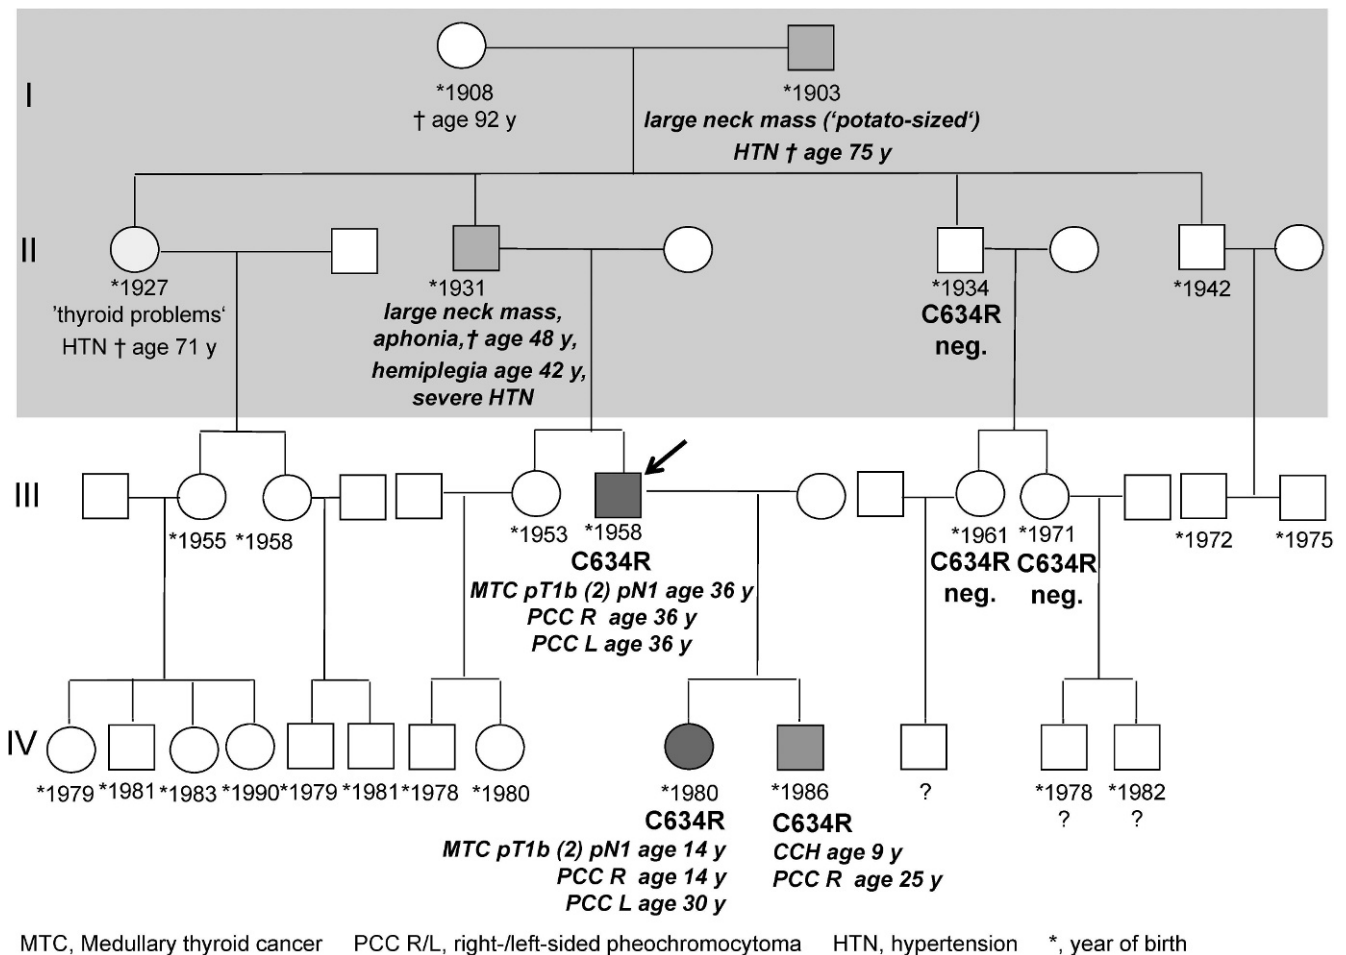 I
*1908
† age 92 y
*1903
large neck mass (‘potato-sized‘)
HTN † age 75 y
II
*1927
’thyroid problems‘
HTN † age 71 y
*1931
large neck mass,
aphonia,† age 48 y,
hemiplegia age 42 y,
severe HTN
*1934
C634R
neg.
*1942
III
*1955
*1958
*1953
*1958
C634R
MTC pT1b (2) pN1 age 36 y
PCC R  age 36 y
PCC L age 36 y
*1961
C634R
neg.
*1971
C634R
neg.
*1972
*1975
IV
*1979
*1981
*1983
*1990
*1979
*1981
*1978
*1980
*1980
C634R
MTC pT1b (2) pN1 age 14 y
PCC R  age 14 y
PCC L age 30 y
*1986
C634R
CCH age 9 y
PCC R  age 25 y
?
*1978
?
*1982
?
MTC, Medullary thyroid cancer PCC R/L, right-/left-sided pheochromocytoma HTN, hypertension *, year of birth